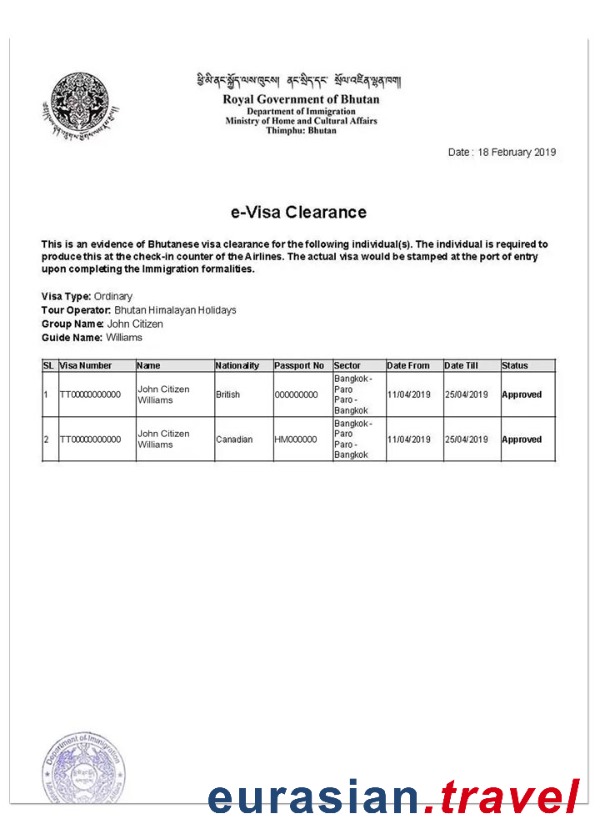 Royal Government of Bhutan
Department of Immigration
Ministry of Home and Cultural Affairs
Thimphu: Bhutan
Date : 18 February 2019
e-Visa Clearance
This is an evidence of Bhutanese visa clearance for the following individual(s). The individual is required to
produce this at the check-in counter of the Airlines. The actual visa would be stamped at the port of entry
upon completing the Immigration formalities.
Visa Type: Ordinary
Tour Operator: Bhutan Himalayan Holidays
Group Name: John Citizen
Guide Name: Williams
SL Visa Number Name Nationality Passport No Sector Date From Date Till Status
1 TT00000000000 John Citizen Williams British 000000000 Bangkok - Paro Paro - Bangkok 11/04/2019 25/04/2019 Approved
2 TT00000000000 John Citizen Williams Canadian HM000000 Bangkok - Paro Paro - Bangkok 11/04/2019 25/04/2019 Approved
Department of Immigration
eurasian.travel